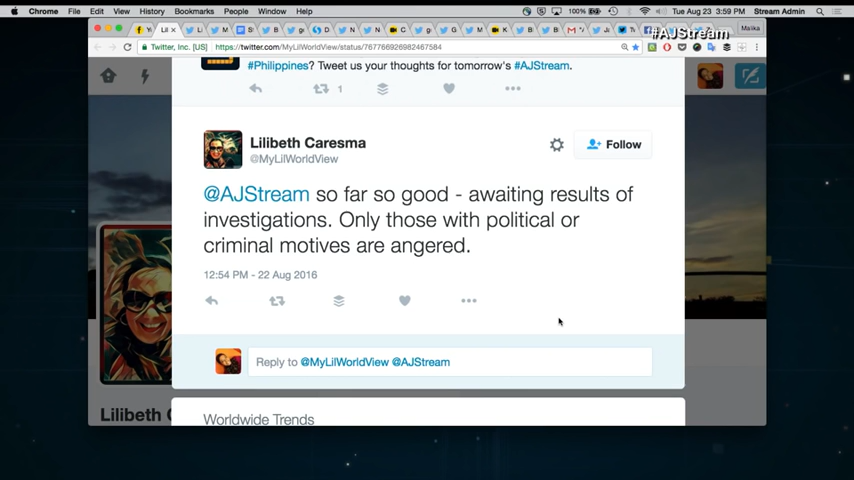 Chrome File Edit View History Bookmarks People Window Help 100% Tue Aug 23 3:59 PM Stream Admin
Lil Malika
#AJStream
Twitter, Inc. [US] https://twitter.com/MyLilWorldView/status/767766926982467584
#Philippines? Tweet us your thoughts for tomorrow's #AJStream.
1
Lilibeth Caresma
@MyLilWorldView
Follow
@AJStream so far so good - awaiting results of
investigations. Only those with political or
criminal motives are angered.
12:54 PM - 22 Aug 2016
Reply to @MyLilWorldView @AJStream
Lilibeth
Worldwide Trends